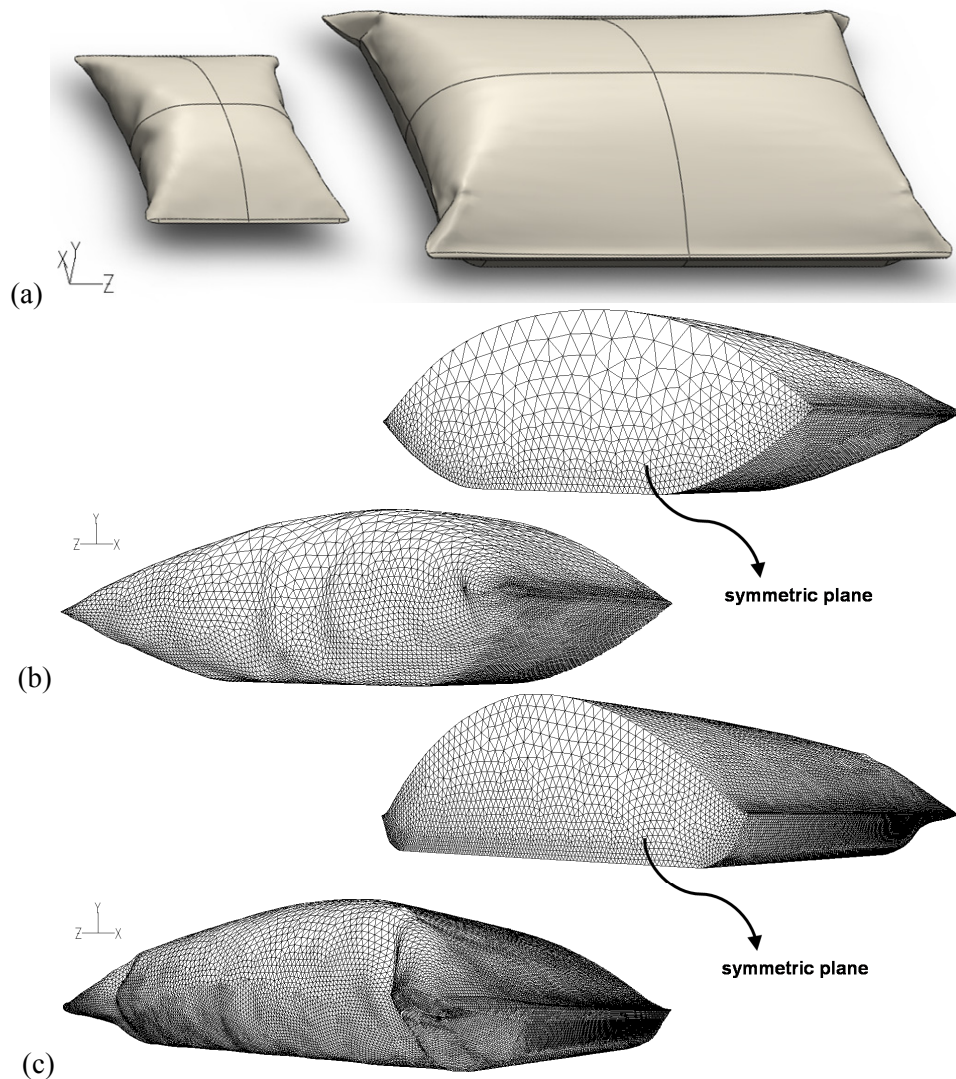 X Y Z
(a)
symmetric plane
Y
Z X
(b)
symmetric plane
Y
Z X
(c)